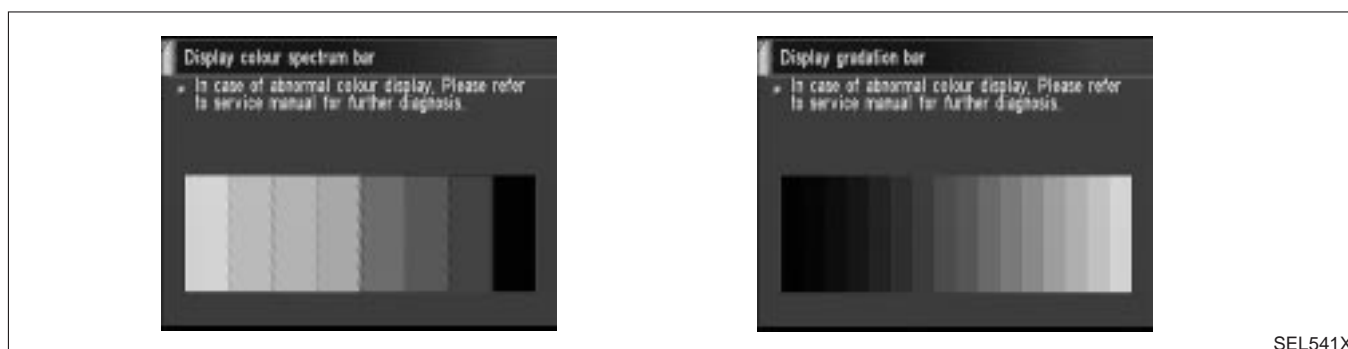 Display colour spectrum bar
In case of abnormal colour display, Please refer
to service manual for further diagnosis.
Display gradation bar
In case of abnormal colour display, Please refer
to service manual for further diagnosis.
SEL541X